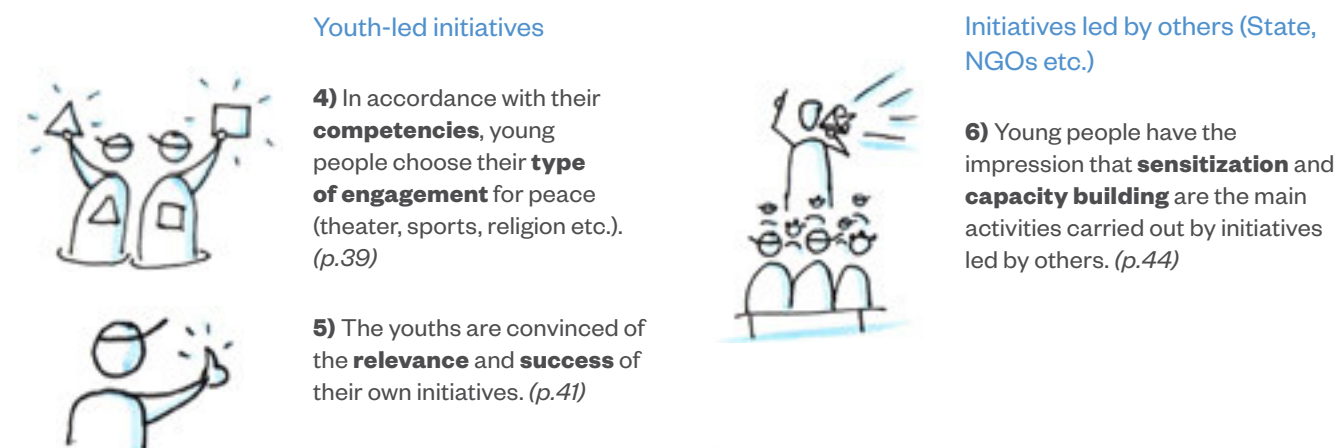 Youth-led initiatives
4) In accordance with their
competencies, young
people choose their type
of engagement for peace
(theater, sports, religion etc.).
(p.39)
5) The youths are convinced of
the relevance and success of
their own initiatives. (p.41)
Initiatives led by others (State,
NGOs etc.)
6) Young people have the
impression that sensitization and
capacity building are the main
activities carried out by initiatives
led by others. (p.44)